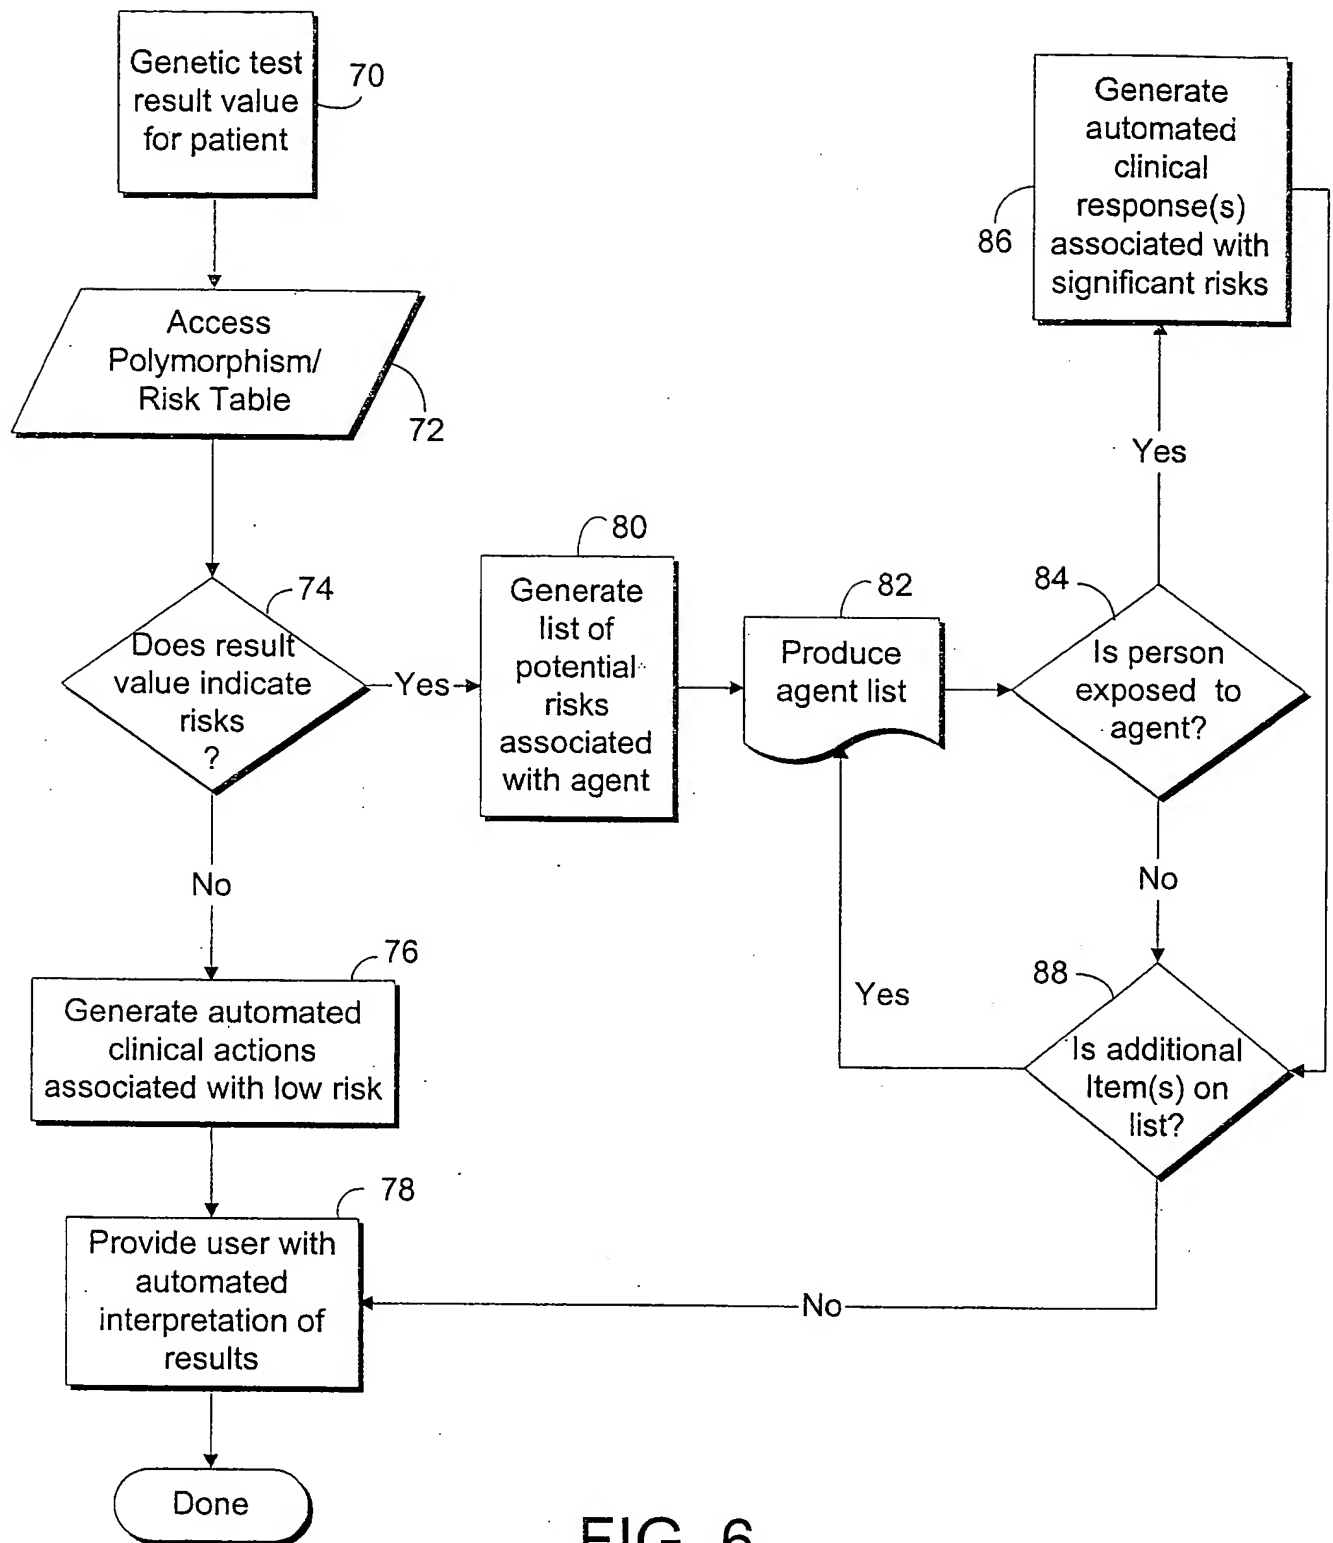 Genetic test
result value
for patient
70
Access
Polymorphism/
Risk Table
72
Does result
value indicate
risks
?
74
Yes
No
80
Generate
list of
potential
risks
associated
with agent
82
Produce
agent list
84
Is person
exposed to
agent?
Yes
Generate
automated
clinical
response(s)
associated with
significant risks
86
No
88
Is additional
Item(s) on
list?
Yes
No
76
Generate automated
clinical actions
associated with low risk
78
Provide user with
automated
interpretation of
results
Done
FIG. 6